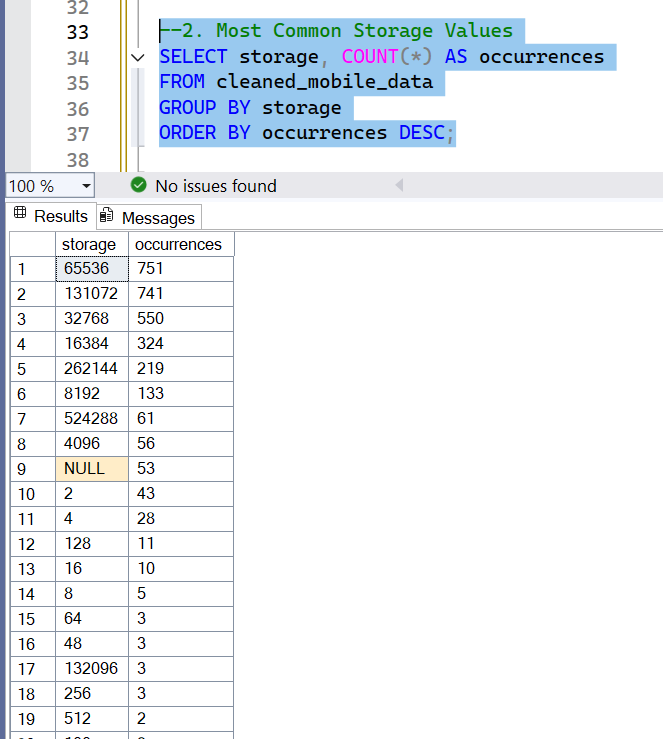 32
33 --2. Most Common Storage Values
34 SELECT storage, COUNT(*) AS occurrences
35 FROM cleaned_mobile_data
36 GROUP BY storage
37 ORDER BY occurrences DESC;
38
100 % No issues found
Results Messages
storage occurrences
1 65536 751
2 131072 741
3 32768 550
4 16384 324
5 262144 219
6 8192 133
7 524288 61
8 4096 56
9 NULL 53
10 2 43
11 4 28
12 128 11
13 16 10
14 8 5
15 64 3
16 48 3
17 132096 3
18 256 3
19 512 2